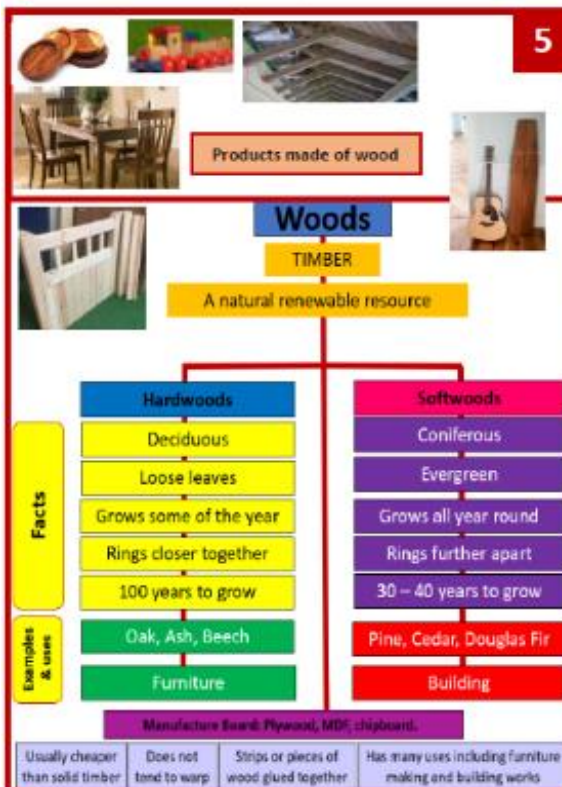 5
Products made of wood
Woods
TIMBER
A natural renewable resource
Hardwoods
Softwoods
Facts
Deciduous
Loose leaves
Grows some of the year
Rings closer together
100 years to grow
Coniferous
Evergreen
Grows all year round
Rings further apart
30 – 40 years to grow
Examples
& uses
Oak, Ash, Beech
Furniture
Pine, Cedar, Douglas Fir
Building
Manufacture Board: Plywood, MDF, chipboard.
Usually cheaper
than solid timber
Does not
tend to warp
Strips or pieces of
wood glued together
Has many uses including furniture
making and building works